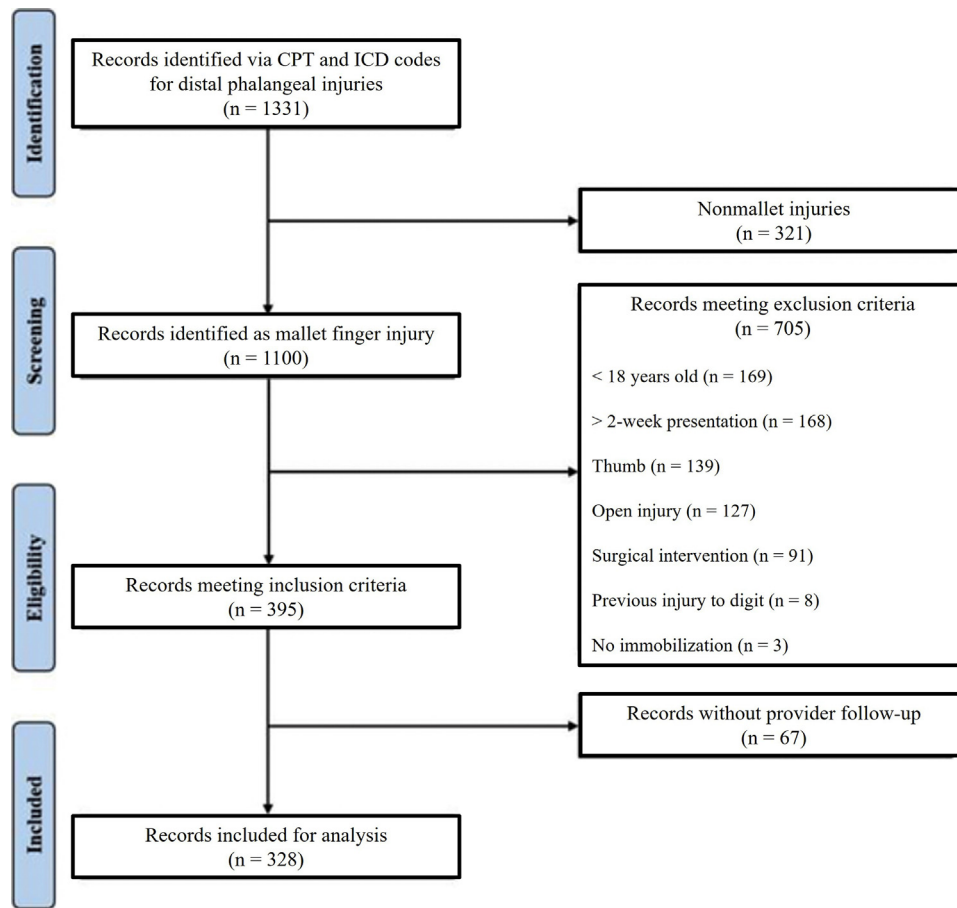 Identification
Records identified via CPT and ICD codes
for distal phalangeal injuries
(n = 1331)
Nonmallet injuries
(n = 321)
Screening
Records identified as mallet finger injury
(n = 1100)
Records meeting exclusion criteria
(n = 705)
< 18 years old (n = 169)
> 2-week presentation (n = 168)
Thumb (n = 139)
Open injury (n = 127)
Surgical intervention (n = 91)
Previous injury to digit (n = 8)
No immobilization (n = 3)
Eligibility
Records meeting inclusion criteria
(n = 395)
Records without provider follow-up
(n = 67)
Included
Records included for analysis
(n = 328)